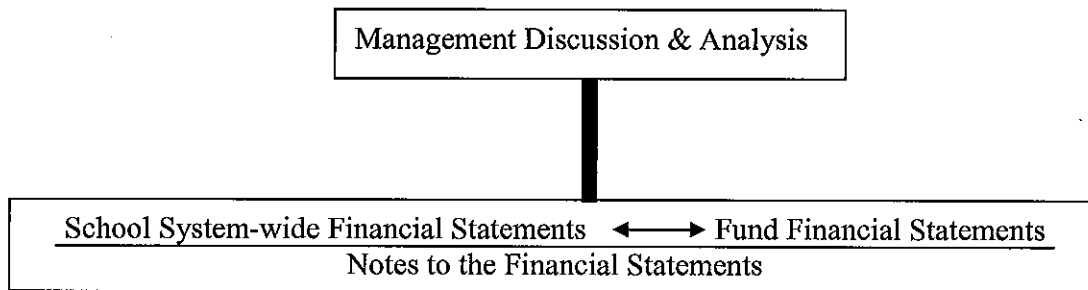 Management Discussion & Analysis
School System-wide Financial Statements ↔ Fund Financial Statements
Notes to the Financial Statements